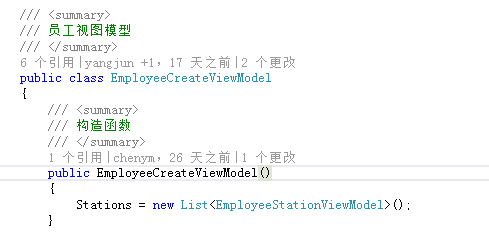 /// <summary>
/// 员工视图模型
/// </summary>
6 个引用|yangjun +1，17 天之前|2 个更改
public class EmployeeCreateViewModel
{
/// <summary>
/// 构造函数
/// </summary>
1 个引用|chenym，26 天之前|1 个更改
public EmployeeCreateViewModel()
{
Stations = new List<EmployeeStationViewModel>();
}